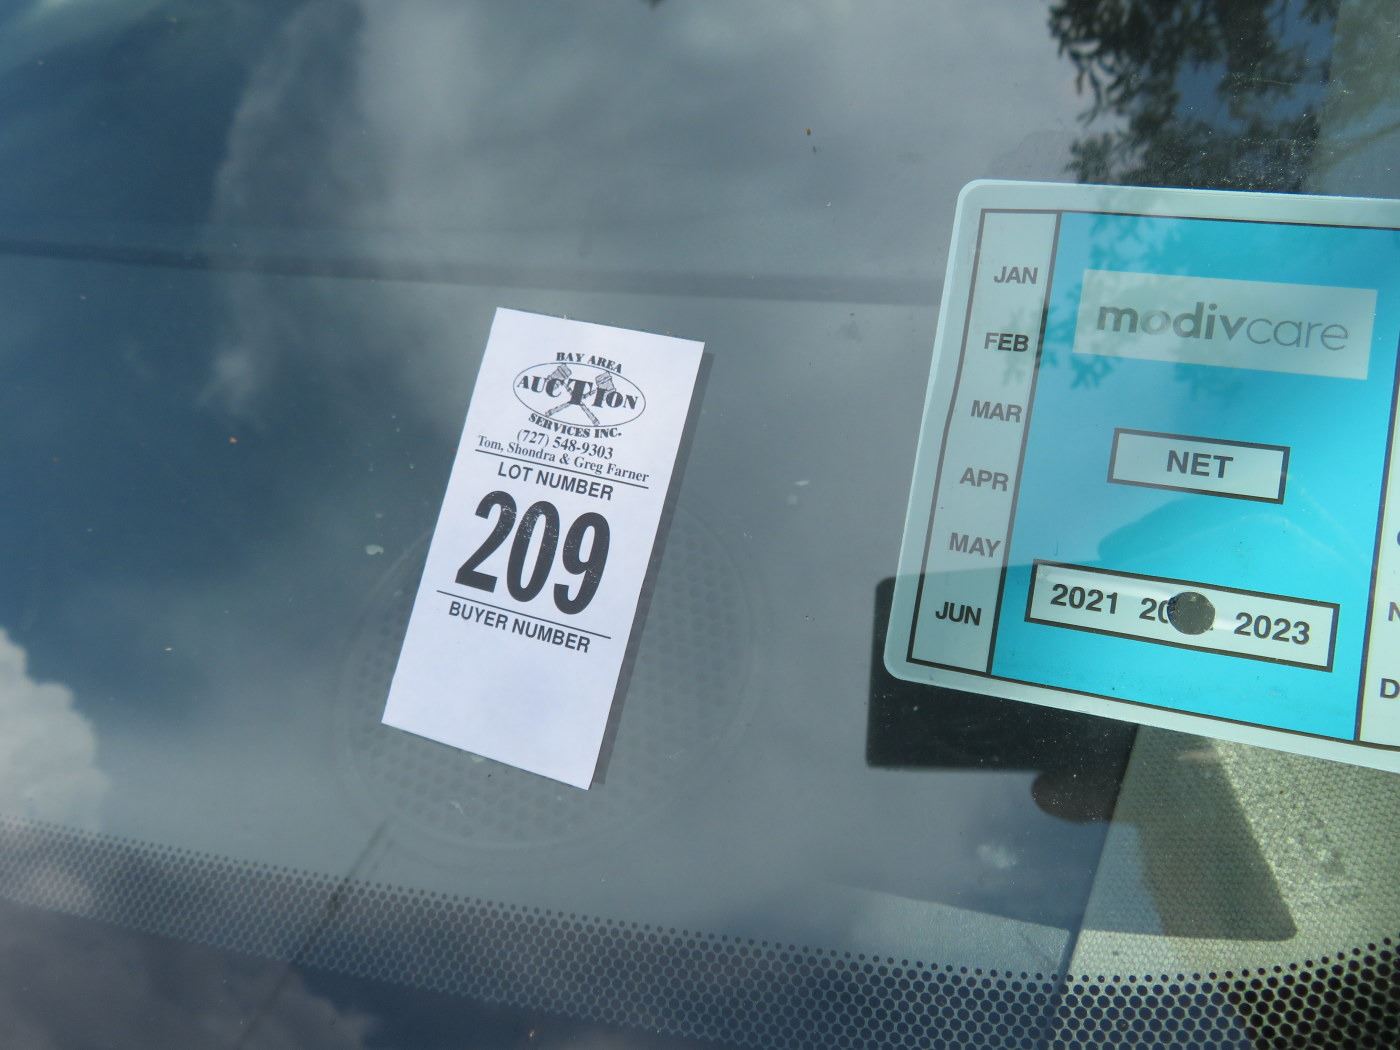 BAY AREA
AUCTION
SERVICES INC.
(727) 548-9303
Tom, Shondra & Greg Farner
LOT NUMBER
209
BUYER NUMBER
JAN
FEB
MAR
APR
MAY
JUN
modivcare
NET
2021 2023